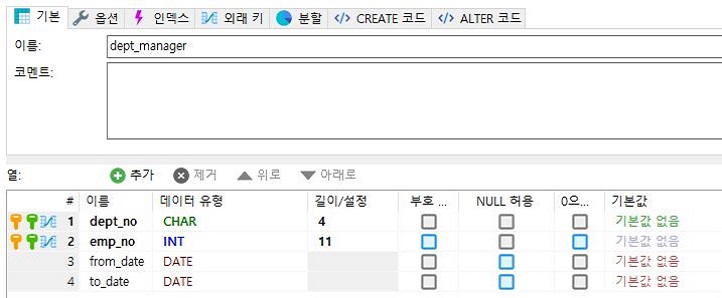 기본 옵션 인덱스 외래 키 분할 CREATE 코드 ALTER 코드
이름: dept_manager
코멘트:
열: 추가 제거 위로 아래로
# 이름 데이터 유형 길이/설정 부호 ... NULL 허용 0으... 기본값
1 dept_no CHAR 4 기본값 없음
2 emp_no INT 11 기본값 없음
3 from_date DATE 기본값 없음
4 to_date DATE 기본값 없음